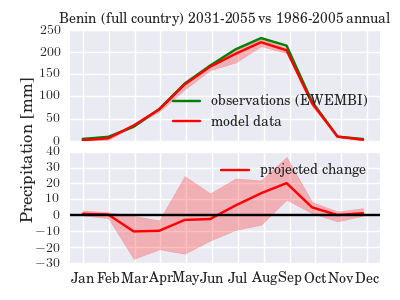 Benin (full country) 2031-2055 vs 1986-2005 annual
Precipitation [mm]
250
200
150
100
50
0
observations (EWEMBI)
model data
40
30
20
10
0
−10
−20
−30
projected change
Jan Feb Mar Apr May Jun Jul Aug Sep Oct Nov Dec